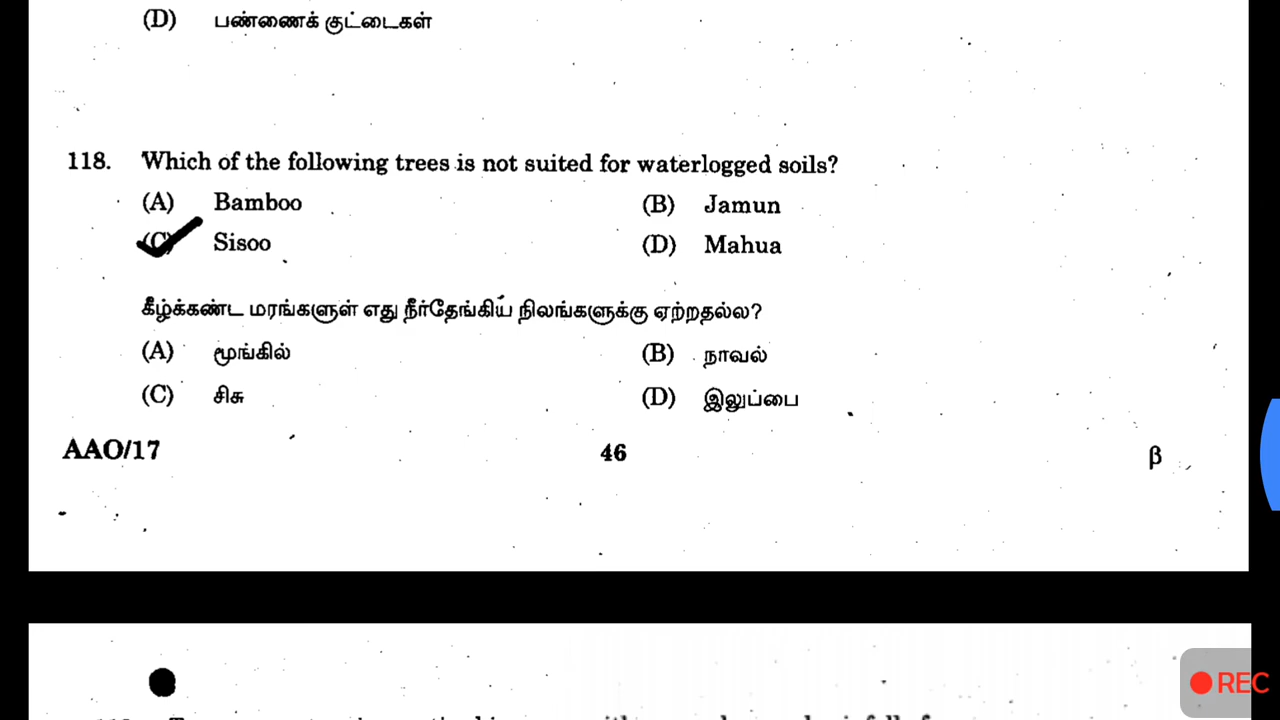 (D) பண்ணைக் குட்டைகள்
118. Which of the following trees is not suited for waterlogged soils?
(A) Bamboo (B) Jamun
(C) Sisoo (D) Mahua
கீழ்க்கண்ட மரங்களுள் எது நீர்தேங்கிய் நிலங்களுக்கு ஏற்றதல்ல?
(A) மூங்கில் (B) நாவல்
(C) சிசு (D) இலுப்பை
AAO/17 46 β
REC